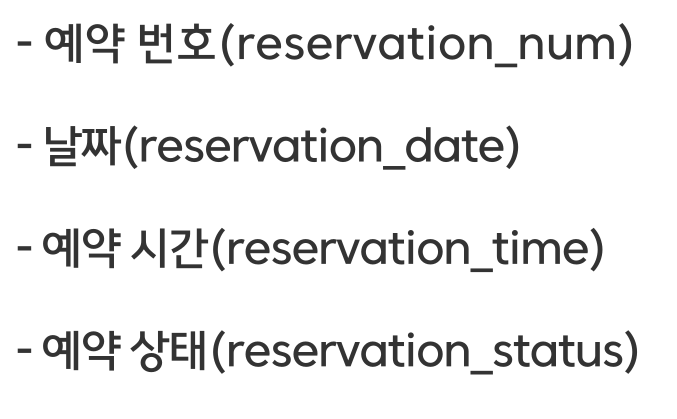 - 예약 번호(reservation_num)
- 날짜(reservation_date)
- 예약 시간(reservation_time)
- 예약 상태(reservation_status)